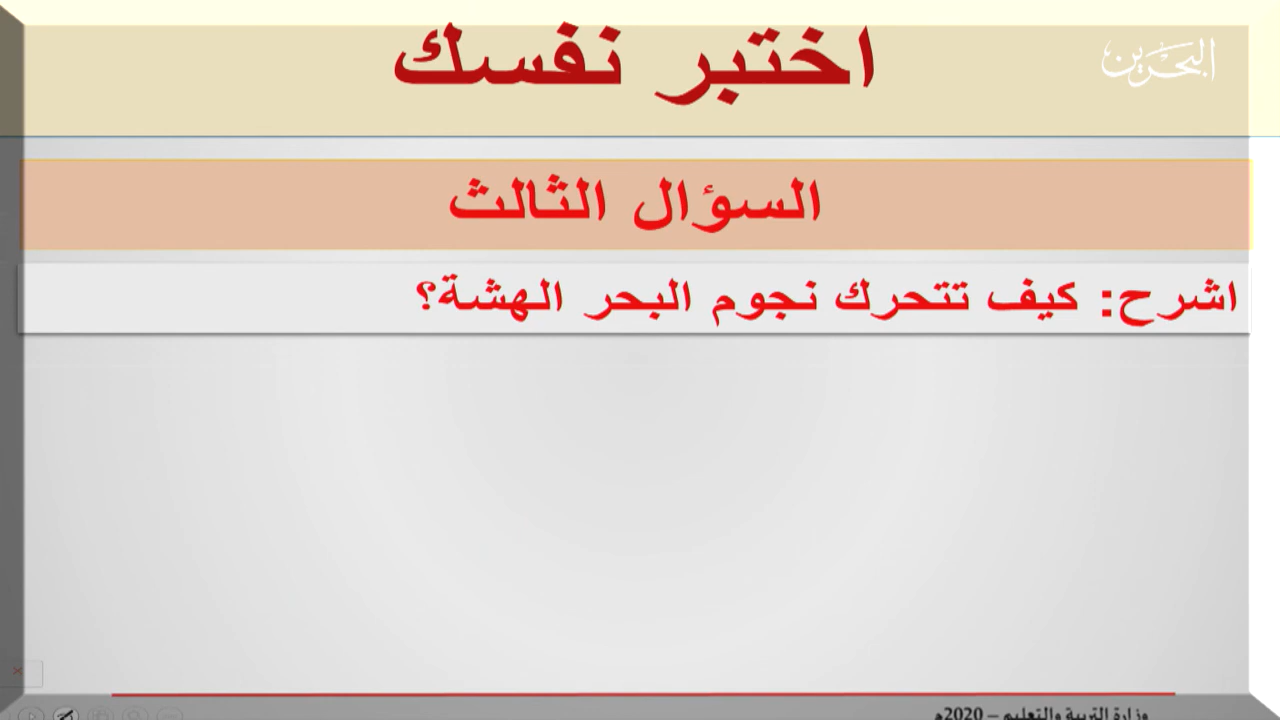 البحرين
اختبر نفسك
السؤال الثالث
اشرح: كيف تتحرك نجوم البحر الهشة؟
وزارة التربية والتعليم – 2020م